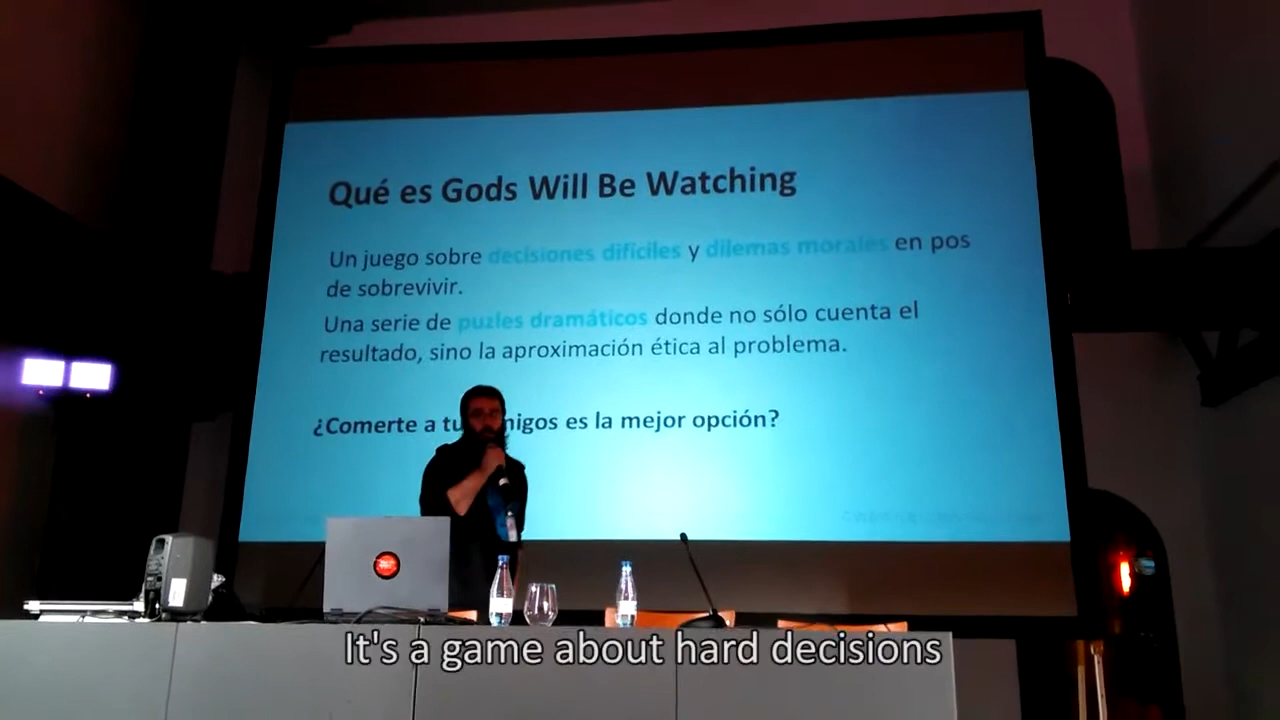 Qué es Gods Will Be Watching
Un juego sobre decisiones difíciles y dilemas morales en pos
de sobrevivir.
Una serie de puzles dramáticos donde no sólo cuenta el
resultado, sino la aproximación ética al problema.
¿Comerte a tu migos es la mejor opción?
It's a game about hard decisions